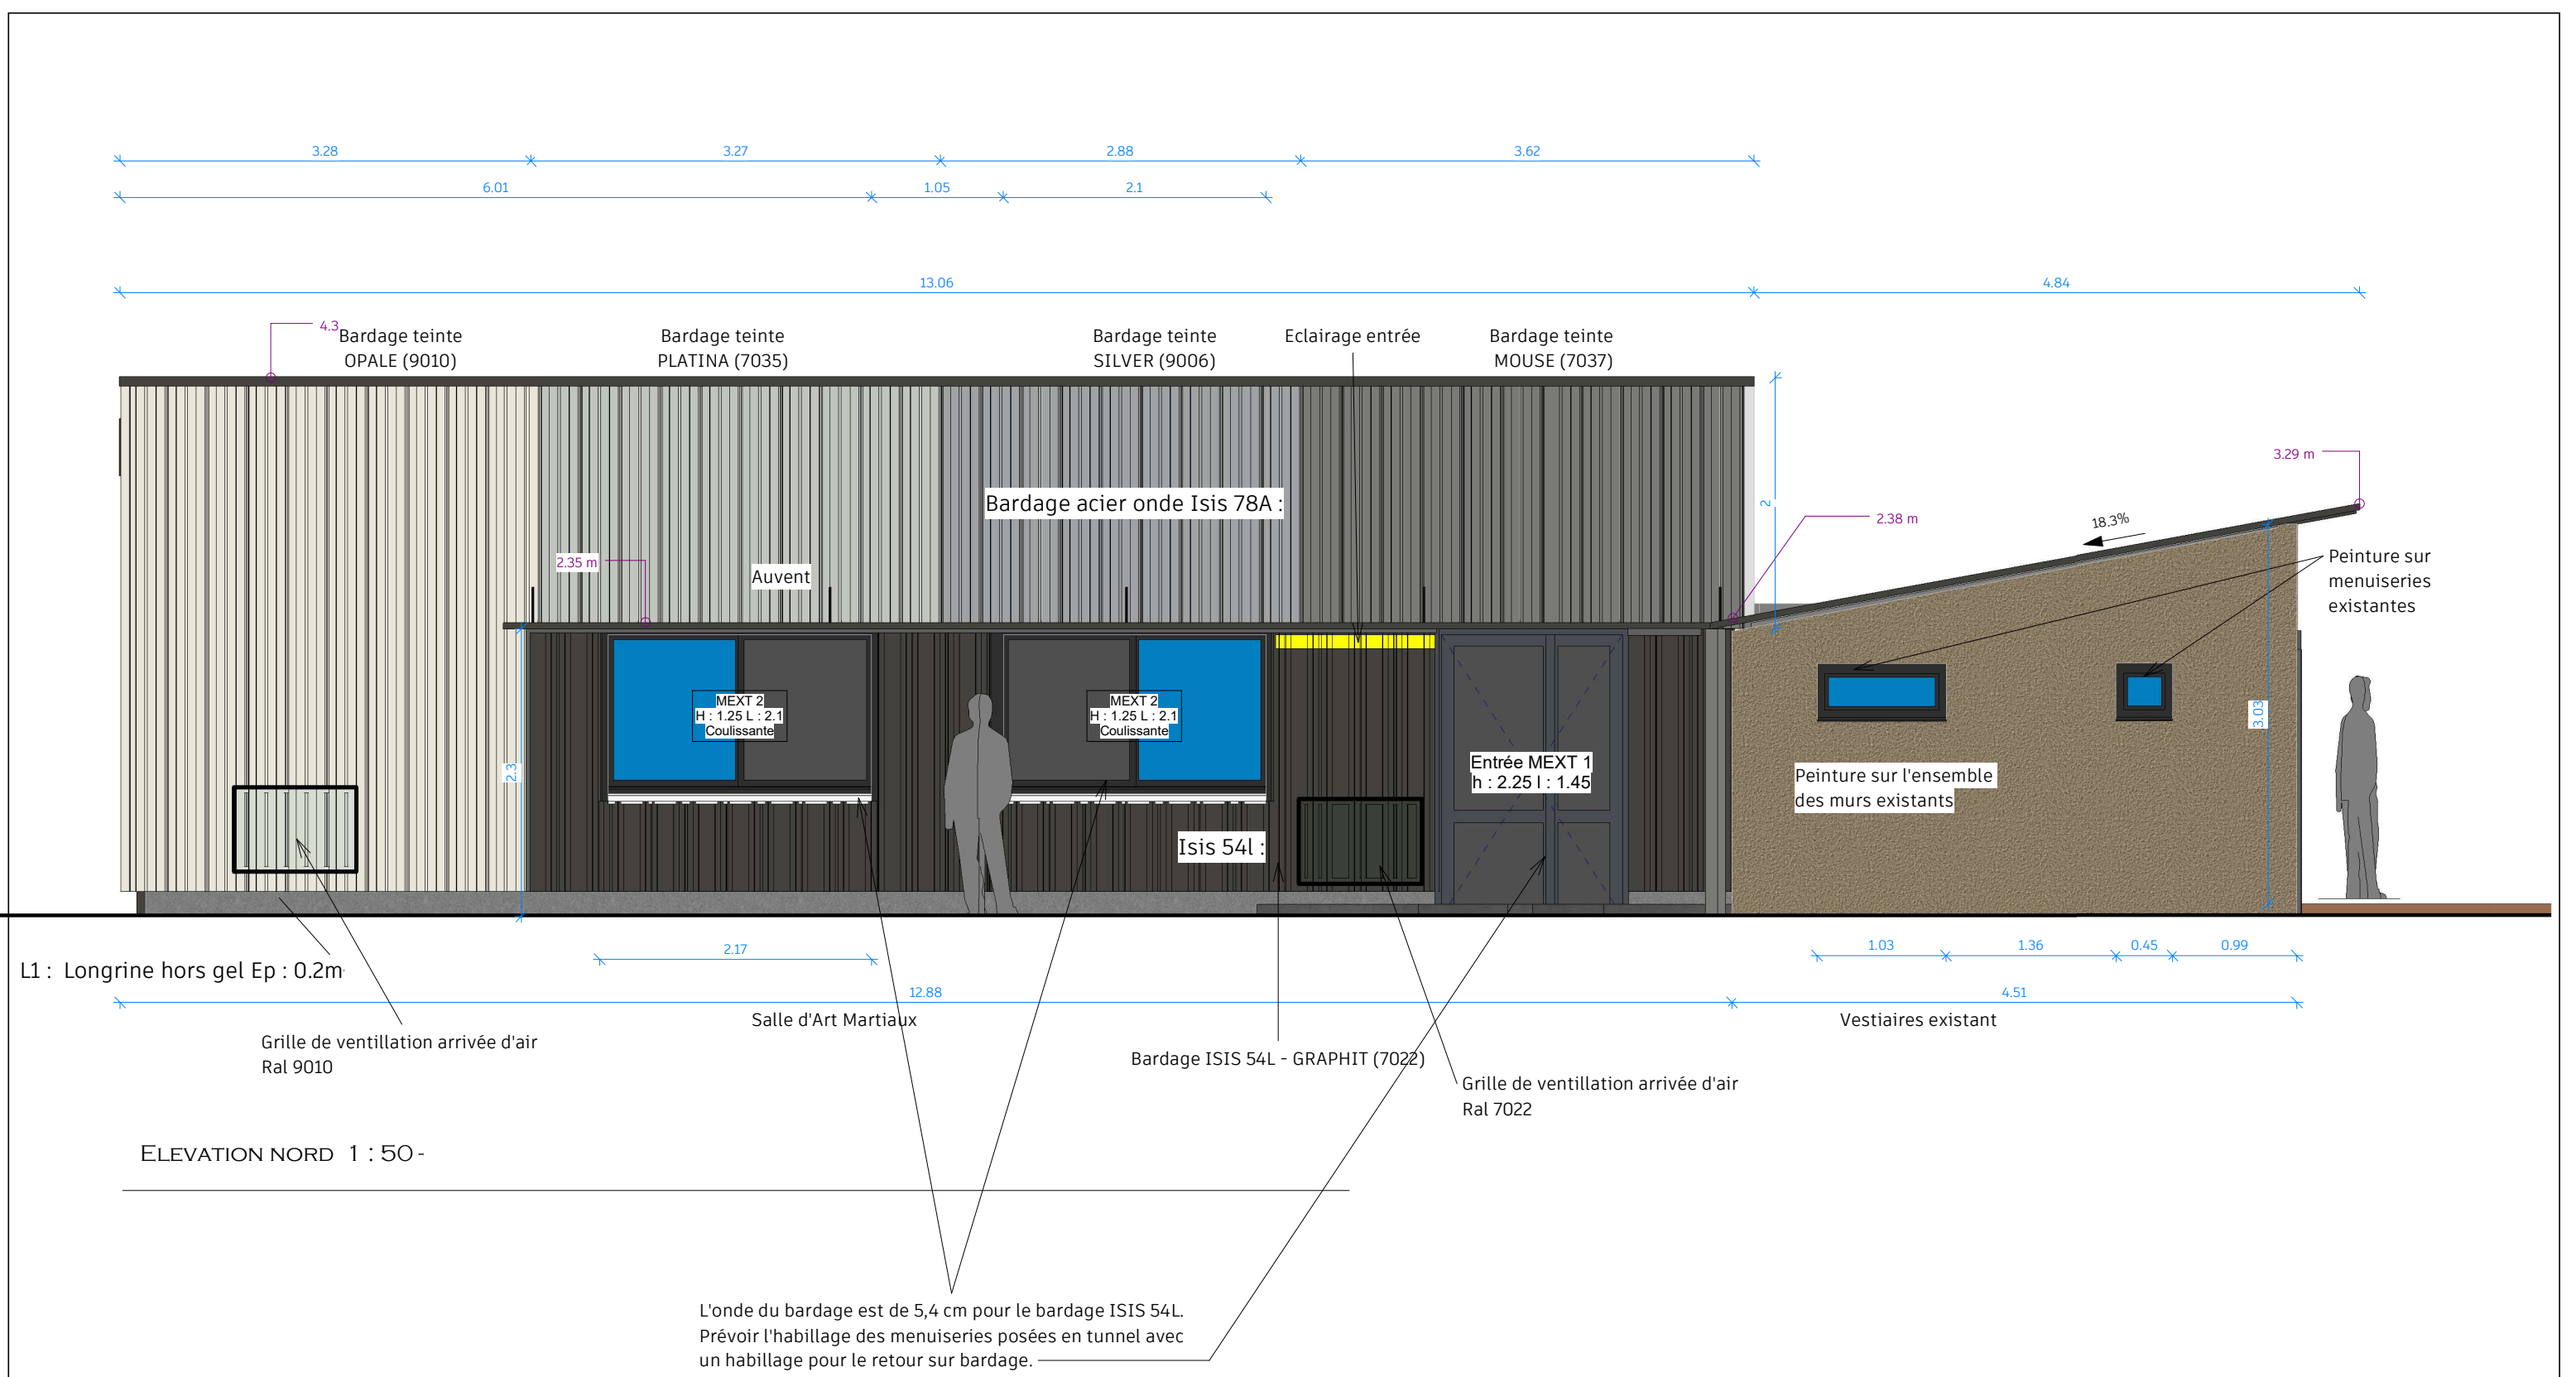 3.28
3.27
2.88
3.62
6.01
1.05
2.1
13.06
4.84
4.3
Bardage teinte
OPALE (9010)
Bardage teinte
PLATINA (7035)
Bardage teinte
SILVER (9006)
Eclairage entrée
Bardage teinte
MOUSE (7037)
Bardage acier onde Isis 78A :
2
2.38 m
18.3%
3.29 m
2.35 m
Auvent
Peinture sur
menuiseries
existantes
2.3
MEXT 2
H : 1.25 L : 2.1
Coulissante
MEXT 2
H : 1.25 L : 2.1
Coulissante
Entrée MEXT 1
h : 2.25 l : 1.45
3.03
Peinture sur l'ensemble
des murs existants
Isis 54l :
L1 : Longrine hors gel Ep : 0.2m
2.17
1.03
1.36
0.45
0.99
12.88
4.51
Salle d'Art Martiaux
Vestiaires existant
Grille de ventillation arrivée d'air
Ral 9010
Bardage ISIS 54L - GRAPHIT (7022)
Grille de ventillation arrivée d'air
Ral 7022
ELEVATION NORD 1 : 50 -
L'onde du bardage est de 5,4 cm pour le bardage ISIS 54L.
Prévoir l'habillage des menuiseries posées en tunnel avec
un habillage pour le retour sur bardage.